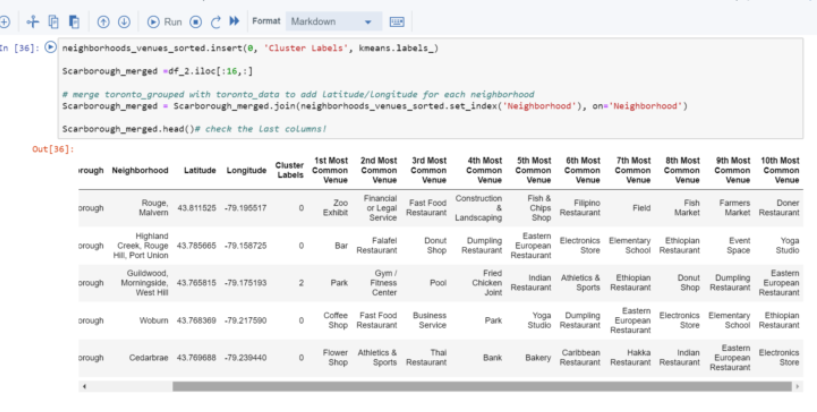 Run Format Markdown
In [36]: neighborhoods_venues_sorted.insert(0, 'Cluster Labels', kmeans.labels_)
Scarborough_merged =df_2.iloc[:16,:]
# merge toronto_grouped with toronto_data to add latitude/longitude for each neighborhood
Scarborough_merged = Scarborough_merged.join(neighborhoods_venues_sorted.set_index('Neighborhood'), on='Neighborhood')
Scarborough_merged.head()# check the last columns!
Out[36]:
rough Neighborhood Latitude Longitude Cluster Labels 1st Most Common Venue 2nd Most Common Venue 3rd Most Common Venue 4th Most Common Venue 5th Most Common Venue 6th Most Common Venue 7th Most Common Venue 8th Most Common Venue 9th Most Common Venue 10th Most Common Venue
orough Rouge, Malvern 43.811525 -79.195517 0 Zoo Exhibit Financial or Legal Service Fast Food Restaurant Construction & Landscaping Fish & Chips Shop Filipino Restaurant Field Fish Market Farmers Market Doner Restaurant
orough Highland Creek, Rouge Hill, Port Union 43.785665 -79.158725 0 Bar Falafel Restaurant Donut Shop Dumpling Restaurant Eastern European Restaurant Electronics Store Elementary School Ethiopian Restaurant Event Space Yoga Studio
orough Guildwood, Morningside, West Hill 43.765815 -79.175193 2 Park Gym / Fitness Center Pool Fried Chicken Joint Indian Restaurant Athletics & Sports Ethiopian Restaurant Donut Shop Dumpling Restaurant Eastern European Restaurant
orough Woburn 43.768369 -79.217590 0 Coffee Shop Fast Food Restaurant Business Service Park Yoga Studio Dumpling Restaurant Eastern European Restaurant Electronics Store Elementary School Ethiopian Restaurant
orough Cedarbrae 43.769688 -79.239440 0 Flower Shop Athletics & Sports Thai Restaurant Bank Bakery Caribbean Restaurant Hakka Restaurant Indian Restaurant Eastern European Restaurant Electronics Store